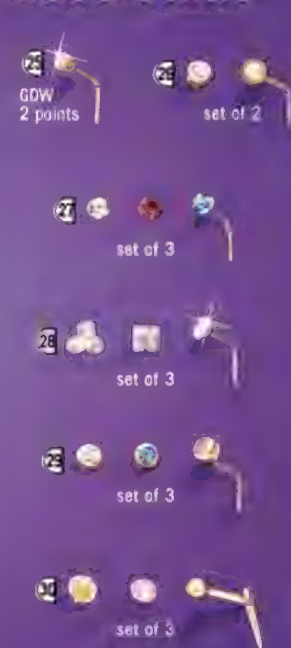 25
GDW
2 points
26
set of 2
27
set of 3
28
set of 3
29
set of 3
30
set of 3